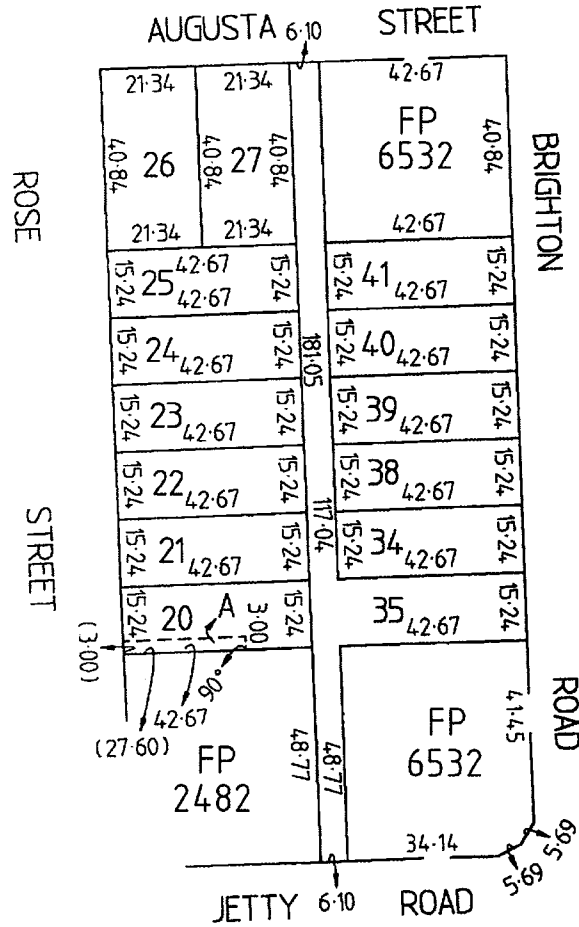 AUGUSTA 6·10 STREET
21·34 21·34 42·67
40·84 26 40·84 27 40·84
FP
6532
40·84
21·34 21·34 42·67
ROSE
BRIGHTON
15·24 25 42·67 15·24
42·67
15·24 41 42·67 15·24
15·24 24 42·67 15·24
181·05
15·24 40 42·67 15·24
15·24 23 42·67 15·24
15·24 39 42·67 15·24
15·24 22 42·67 15·24
117·04
15·24 38 42·67 15·24
15·24 21 42·67 15·24
15·24 34 42·67 15·24
STREET
15·24 20 A 3·00 15·24
35 42·67 15·24
(3·00)
90°
42·67
(27·60)
FP
2482
48·77 48·77
FP
6532
41·45
ROAD
34·14
5·69
5·69
JETTY 6·10 ROAD